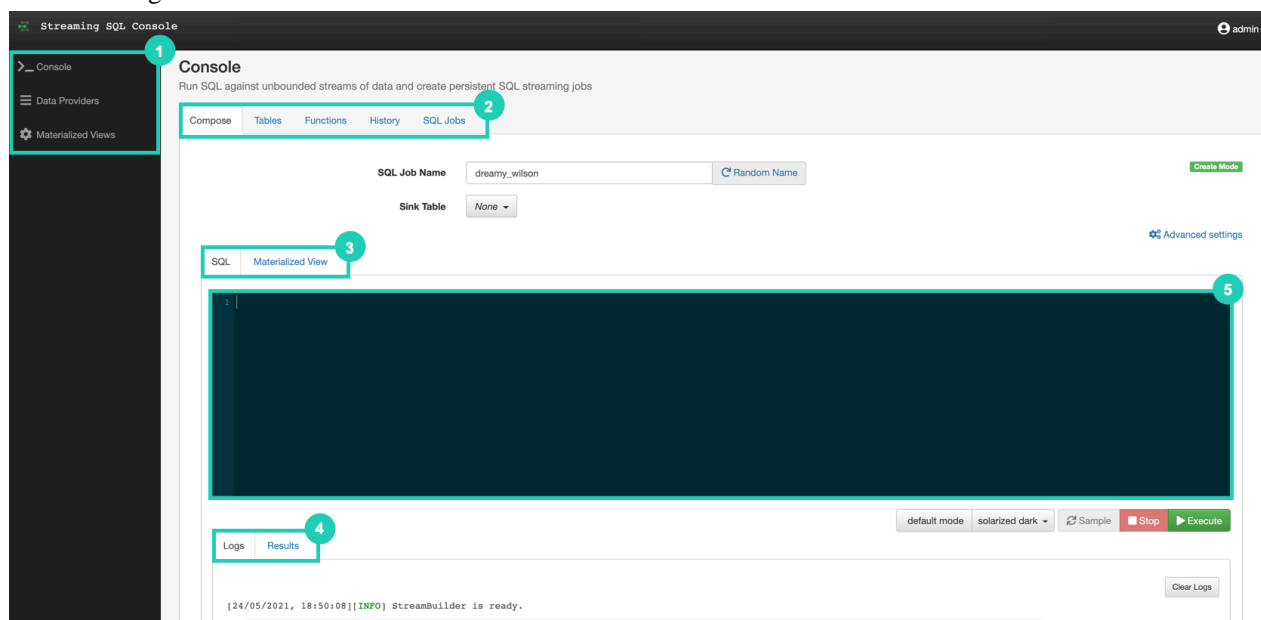 Streaming SQL Console
admin
1
>_ Console
Data Providers
Materialized Views
Console
Run SQL against unbounded streams of data and create persistent SQL streaming jobs
2
Compose Tables Functions History SQL Jobs
SQL Job Name dreamy_wilson Random Name
Create Mode
Sink Table None
Advanced settings
3
SQL Materialized View
5
1
default mode solarized dark Sample Stop Execute
4
Logs Results
Clear Logs
[24/05/2021, 18:50:08][INFO] StreamBuilder is ready.